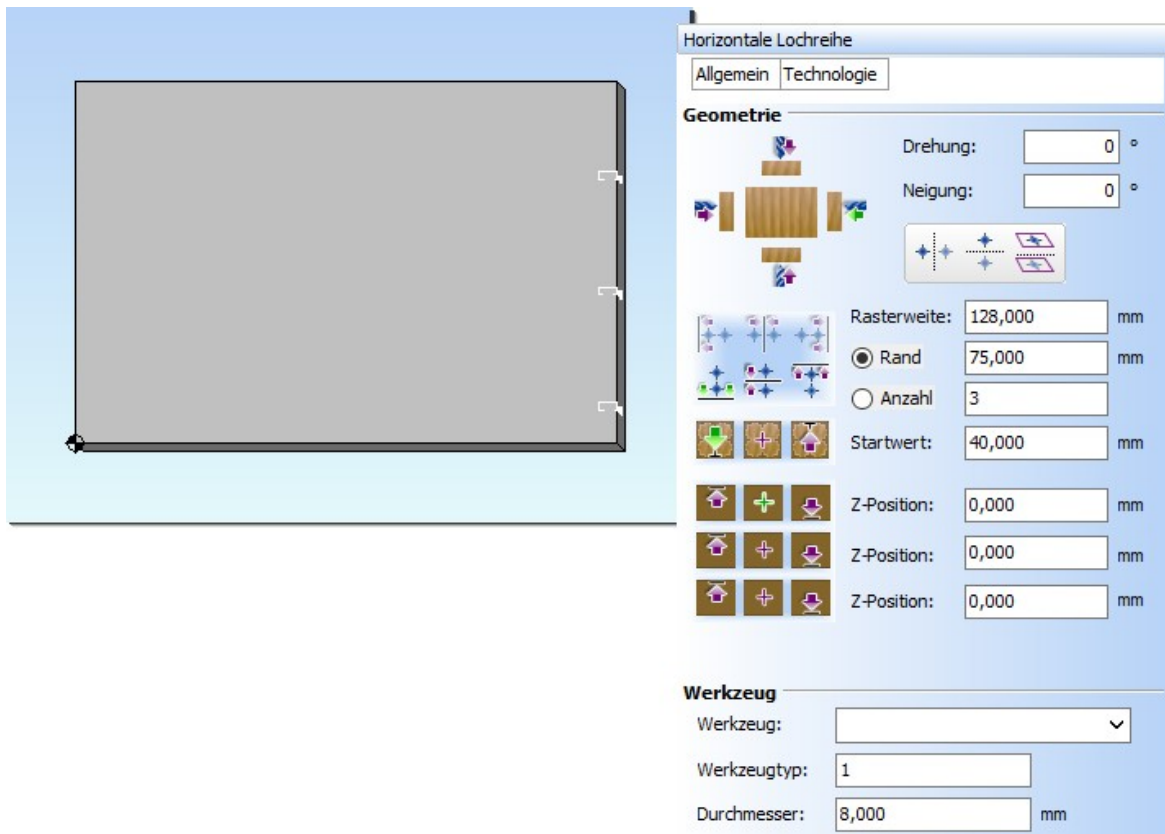 Horizontale Lochreihe
Allgemein Technologie
Geometrie
Drehung: 0 °
Neigung: 0 °
Rasterweite: 128,000 mm
Rand 75,000 mm
Anzahl 3
Startwert: 40,000 mm
Z-Position: 0,000 mm
Z-Position: 0,000 mm
Z-Position: 0,000 mm
Werkzeug
Werkzeug:
Werkzeugtyp: 1
Durchmesser: 8,000 mm